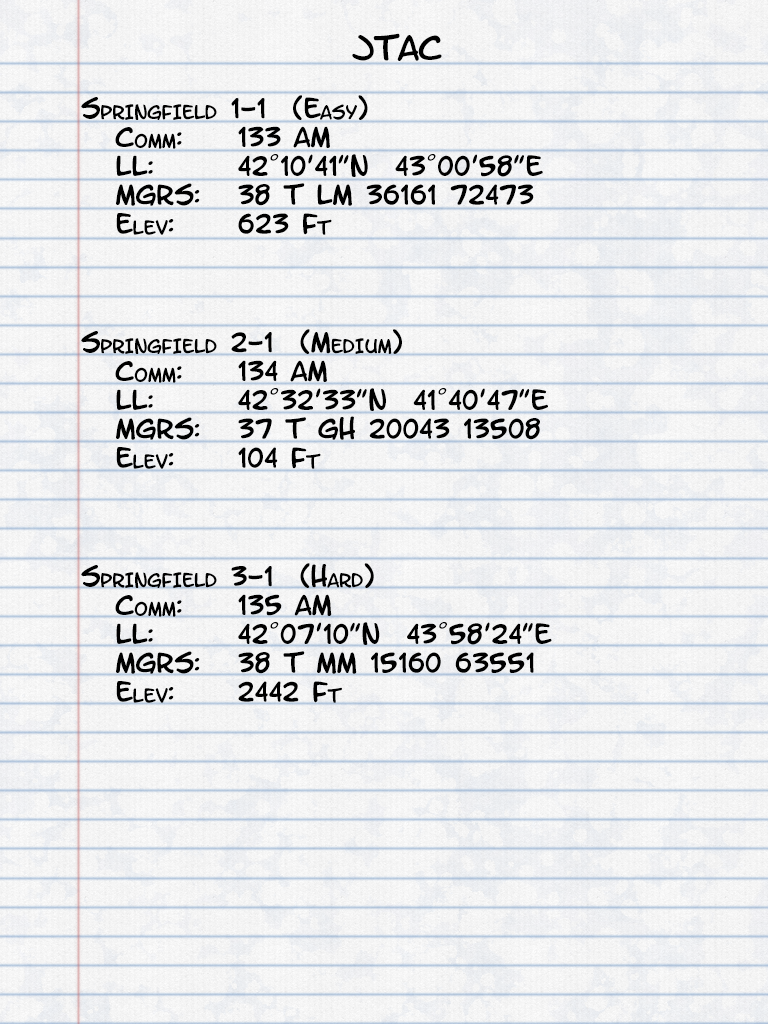 JTAC
Springfield 1-1 (Easy)
Comm: 133 AM
LL: 42°10'41"N 43°00'58"E
MGRS: 38 T LM 36161 72473
Elev: 623 Ft
Springfield 2-1 (Medium)
Comm: 134 AM
LL: 42°32'33"N 41°40'47"E
MGRS: 37 T GH 20043 13508
Elev: 104 Ft
Springfield 3-1 (Hard)
Comm: 135 AM
LL: 42°07'10"N 43°58'24"E
MGRS: 38 T MM 15160 63551
Elev: 2442 Ft